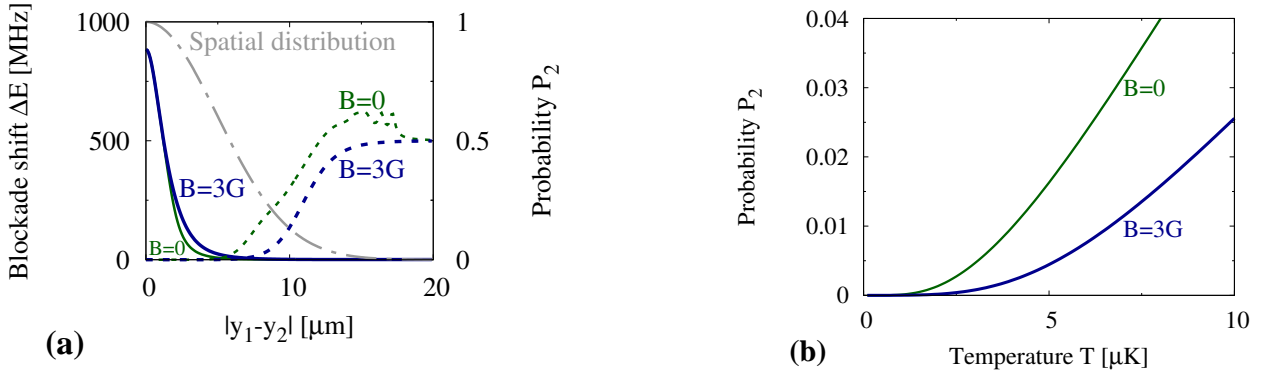 1000
500
0
Blockade shift ΔE [MHz]
Spatial distribution
B=0
B=3G
B=3G
B=0
1
0.5
0
Probability P₂
0 10 20
|y₁-y₂| [μm]
(a)
0.04
0.03
0.02
0.01
0
Probability P₂
B=0
B=3G
0 5 10
Temperature T [μK]
(b)